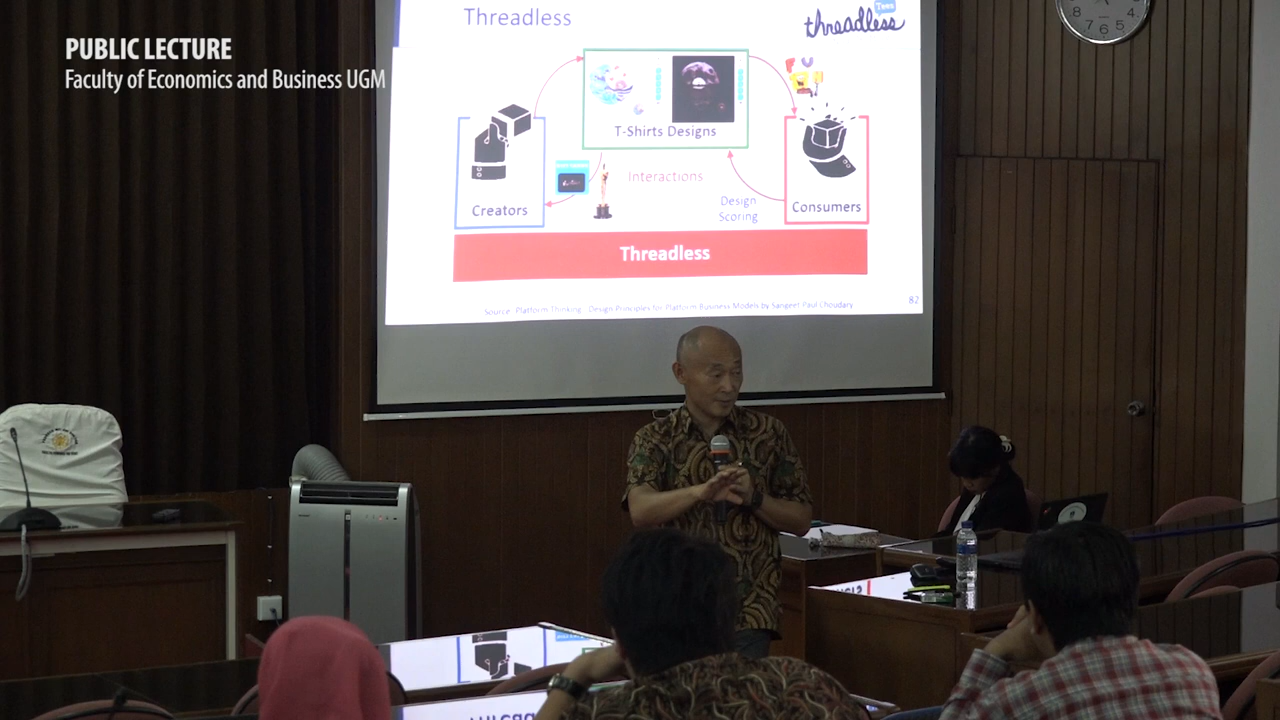 PUBLIC LECTURE
Faculty of Economics and Business UGM
Threadless
Tees
threadless
T-Shirts Designs
Interactions
Creators
Design
Scoring
Consumers
Threadless
Source: Platform Thinking: Design Principles for Platform Business Models by Sangeet Paul Choudary
82